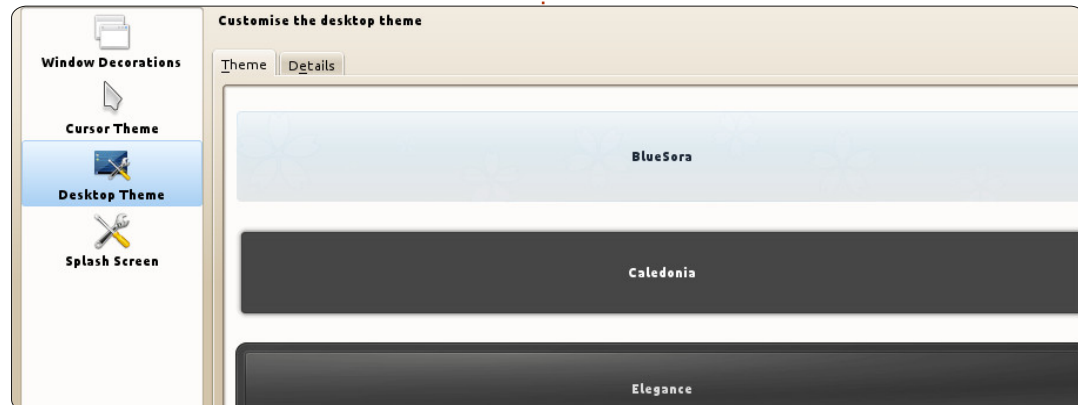 Customise the desktop theme
Window Decorations
Cursor Theme
Desktop Theme
Splash Screen
Theme
Details
BlueSora
Caledonia
Elegance